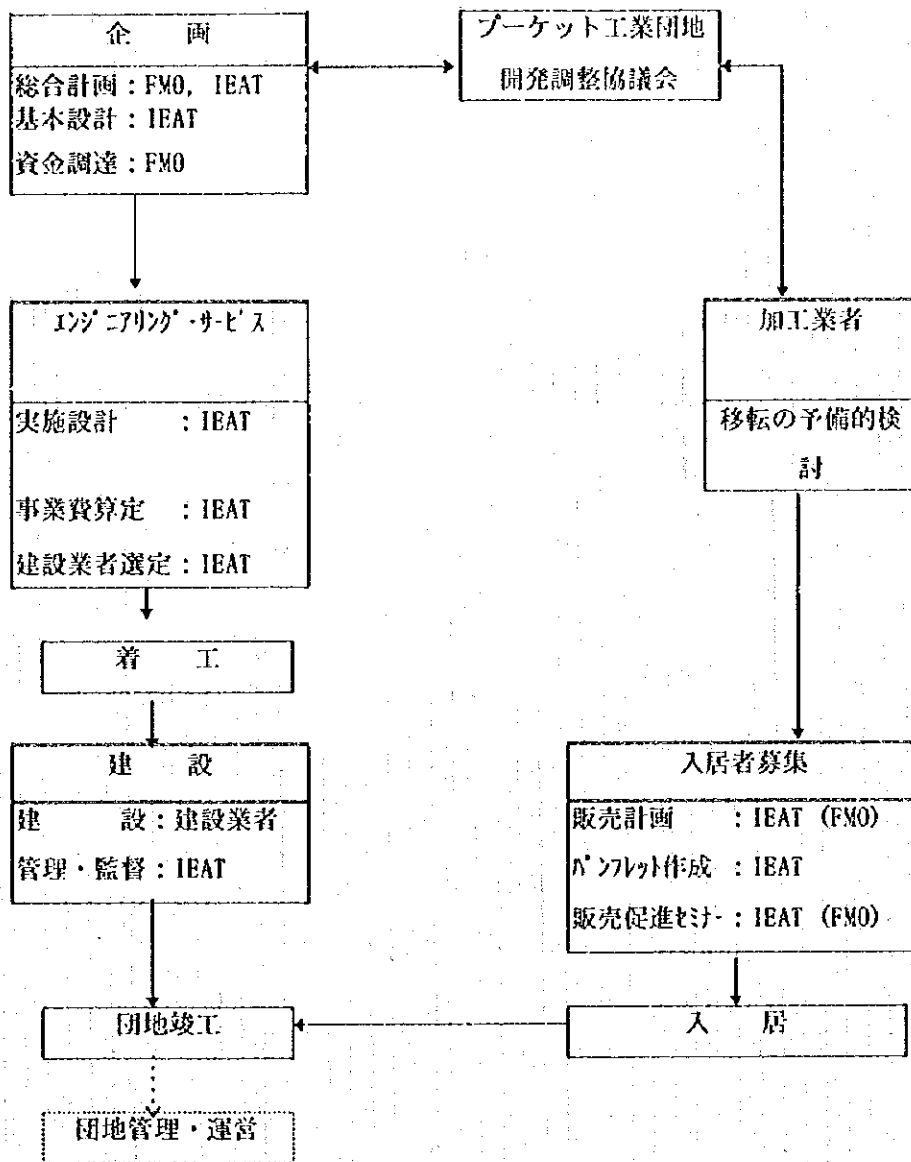 企　画
総合計画：FMO, IEAT
基本設計：IEAT
資金調達：FMO
プーケット工業団地
開発調整協議会
ｴﾝｼﾞﾆｱﾘﾝｸﾞ・ｻｰﾋﾞｽ
実施設計　　：IEAT
事業費算定　：IEAT
建設業者選定：IEAT
加工業者
移転の予備的検
討
着　工
建　設
建　　設：建設業者
管理・監督：IEAT
入居者募集
販売計画　　：IEAT (FMO)
ﾊﾟﾝﾌﾚｯﾄ作成　：IEAT
販売促進ｾﾐﾅｰ：IEAT (FMO)
団地竣工
入　居
団地管理・運営